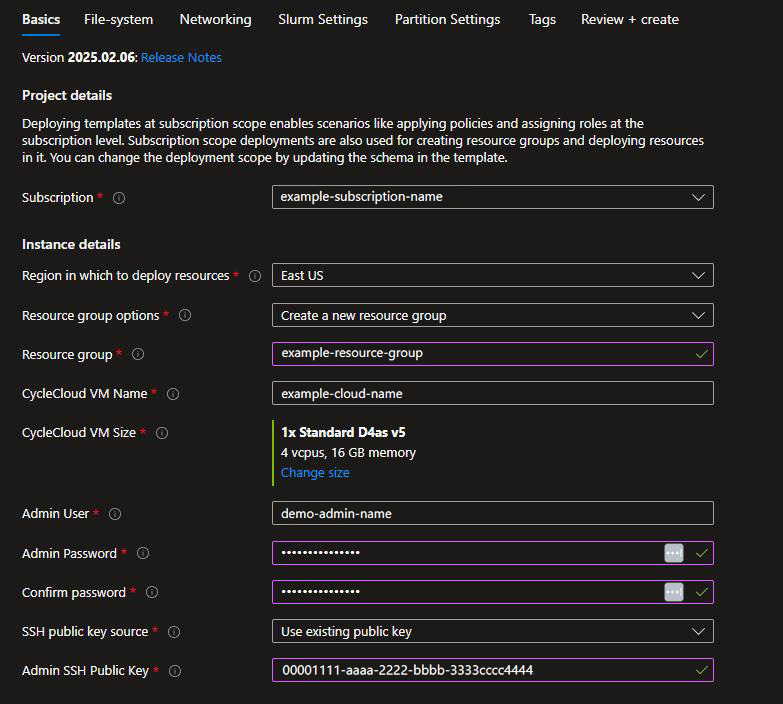 Basics File-system Networking Slurm Settings Partition Settings Tags Review + create
Version 2025.02.06: Release Notes
Project details
Deploying templates at subscription scope enables scenarios like applying policies and assigning roles at the
subscription level. Subscription scope deployments are also used for creating resource groups and deploying resources
in it. You can change the deployment scope by updating the schema in the template.
Subscription * example-subscription-name
Instance details
Region in which to deploy resources * East US
Resource group options * Create a new resource group
Resource group * example-resource-group
CycleCloud VM Name * example-cloud-name
CycleCloud VM Size * 1x Standard D4as v5
4 vcpus, 16 GB memory
Change size
Admin User * demo-admin-name
Admin Password * •••••••••••••••
Confirm password * •••••••••••••••
SSH public key source * Use existing public key
Admin SSH Public Key * 00001111-aaaa-2222-bbbb-3333cccc4444